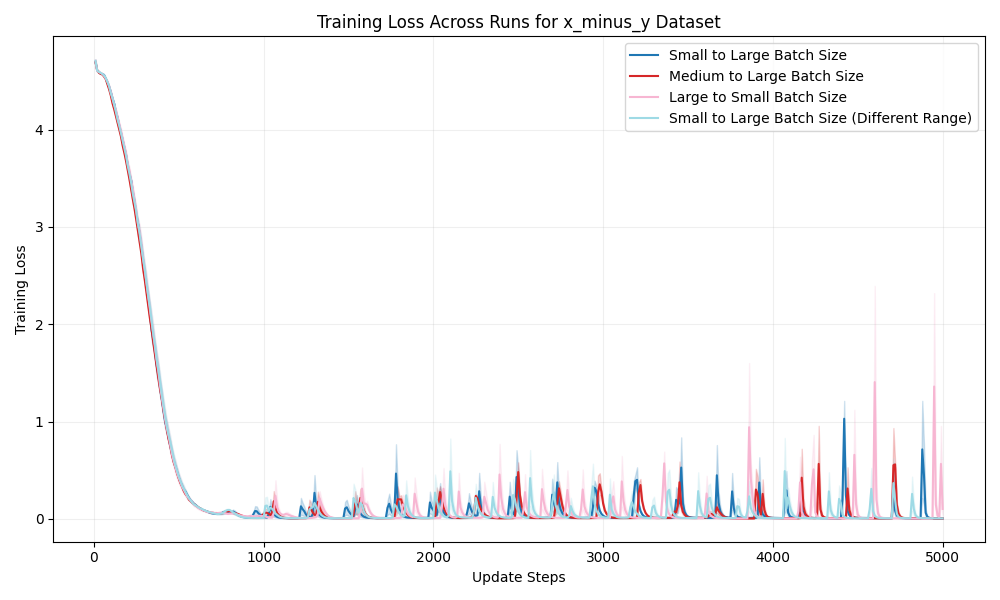 Training Loss Across Runs for x_minus_y Dataset
Small to Large Batch Size
Medium to Large Batch Size
Large to Small Batch Size
Small to Large Batch Size (Different Range)
Training Loss
4
3
2
1
0
0
1000
2000
3000
4000
5000
Update Steps